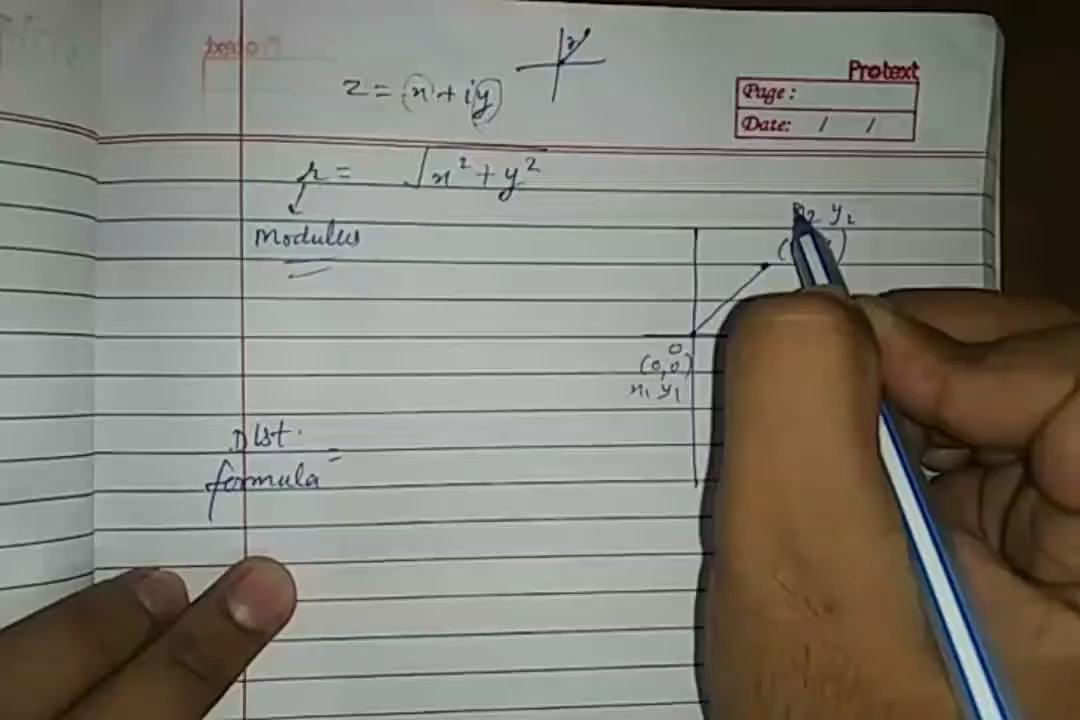 Protext
z = x + iy
Page :
Date: / /
r = √x² + y²
Modulus
x₂ y₂
O
(0,0)
x₁ y₁
Dist.
formula =